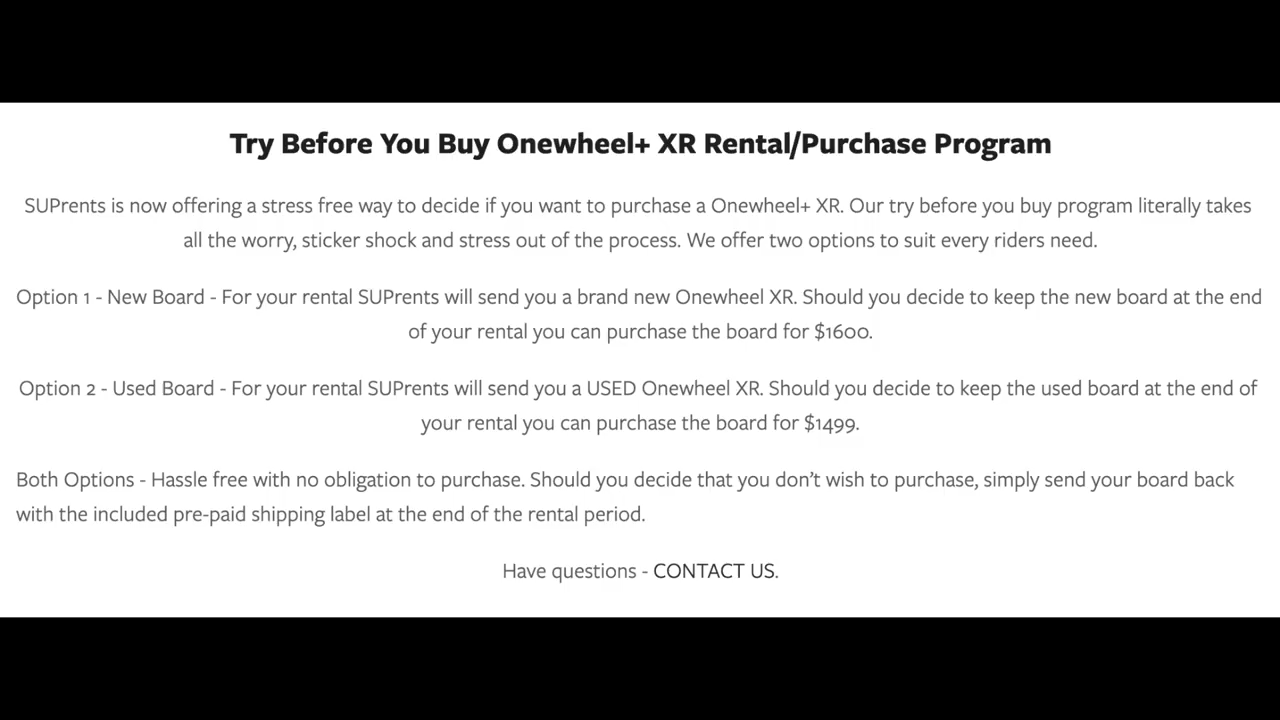 Try Before You Buy Onewheel+ XR Rental/Purchase Program
SUPrents is now offering a stress free way to decide if you want to purchase a Onewheel+ XR. Our try before you buy program literally takes
all the worry, sticker shock and stress out of the process. We offer two options to suit every riders need.
Option 1 - New Board - For your rental SUPrents will send you a brand new Onewheel XR. Should you decide to keep the new board at the end
of your rental you can purchase the board for $1600.
Option 2 - Used Board - For your rental SUPrents will send you a USED Onewheel XR. Should you decide to keep the used board at the end of
your rental you can purchase the board for $1499.
Both Options - Hassle free with no obligation to purchase. Should you decide that you don’t wish to purchase, simply send your board back
with the included pre-paid shipping label at the end of the rental period.
Have questions - CONTACT US.